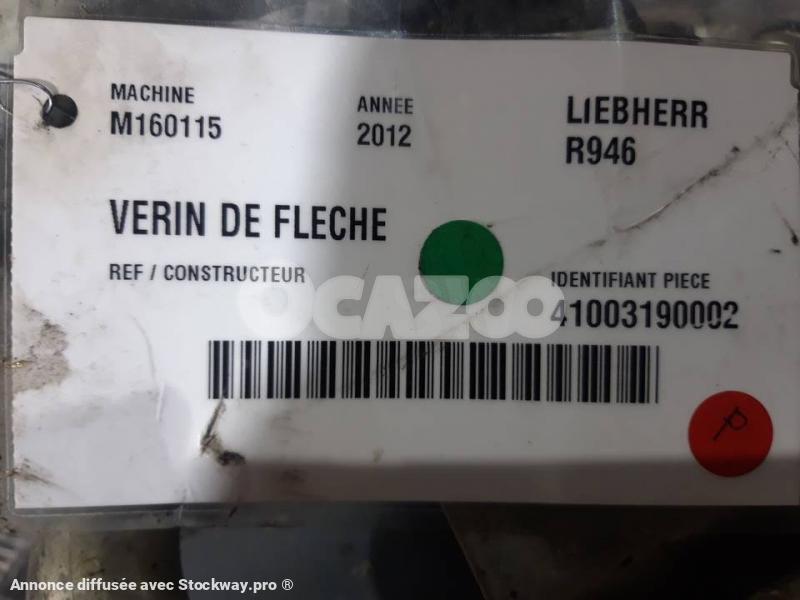 MACHINE
M160115
ANNEE
2012
LIEBHERR
R946
VERIN DE FLECHE
REF / CONSTRUCTEUR
IDENTIFIANT PIECE
41003190002
OCAZOO
P
Annonce diffusée avec Stockway.pro ®